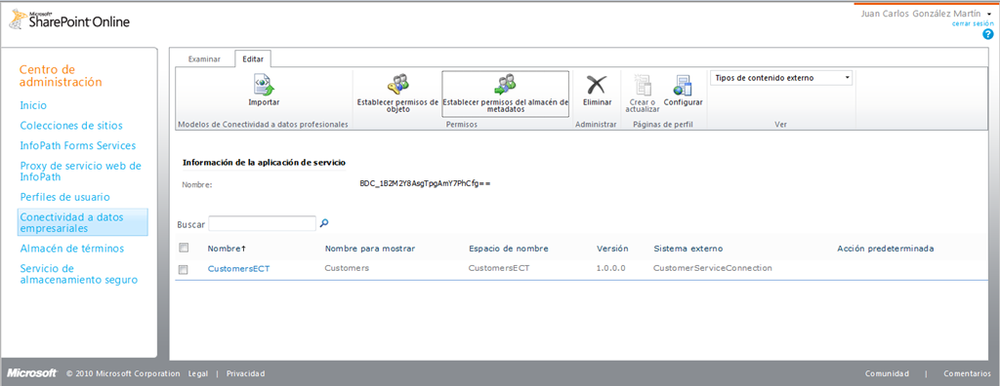 Microsoft
SharePoint Online
Juan Carlos González Martín
cerrar sesión
Centro de
administración
Inicio
Colecciones de sitios
InfoPath Forms Services
Proxy de servicio web de
InfoPath
Perfiles de usuario
Conectividad a datos
empresariales
Almacén de términos
Servicio de
almacenamiento seguro
Examinar Editar
Importar
Modelos de Conectividad a datos profesionales
Establecer permisos de
objeto
Establecer permisos del almacén de
metadatos
Permisos
Eliminar
Administrar
Crear o
actualizar
Configurar
Páginas de perfil
Tipos de contenido externo
Ver
Información de la aplicación de servicio
Nombre: BDC_1B2M2Y8AsgTpgAmY7PhCfg==
Buscar
Nombre↑ Nombre para mostrar Espacio de nombre Versión Sistema externo Acción predeterminada
CustomersECT Customers CustomersECT 1.0.0.0 CustomerServiceConnection
Microsoft © 2010 Microsoft Corporation Legal | Privacidad Comunidad | Comentarios